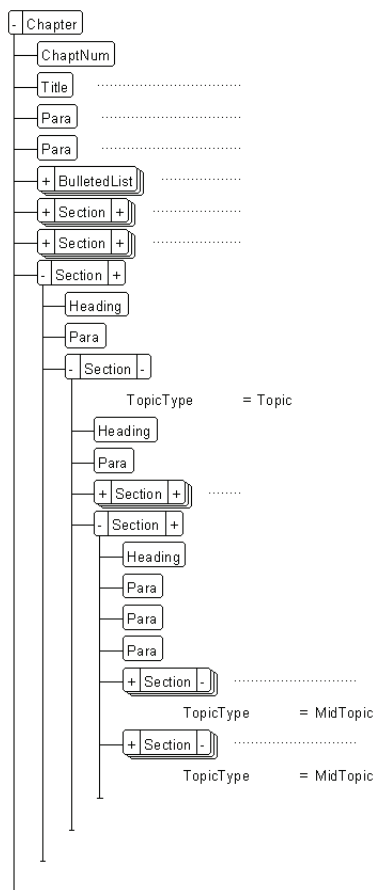 - Chapter
ChaptNum
Title
Para
Para
+ BulletedList
+ Section +
+ Section +
- Section +
Heading
Para
- Section -
TopicType = Topic
Heading
Para
+ Section +
- Section +
Heading
Para
Para
Para
+ Section -
TopicType = MidTopic
+ Section -
TopicType = MidTopic